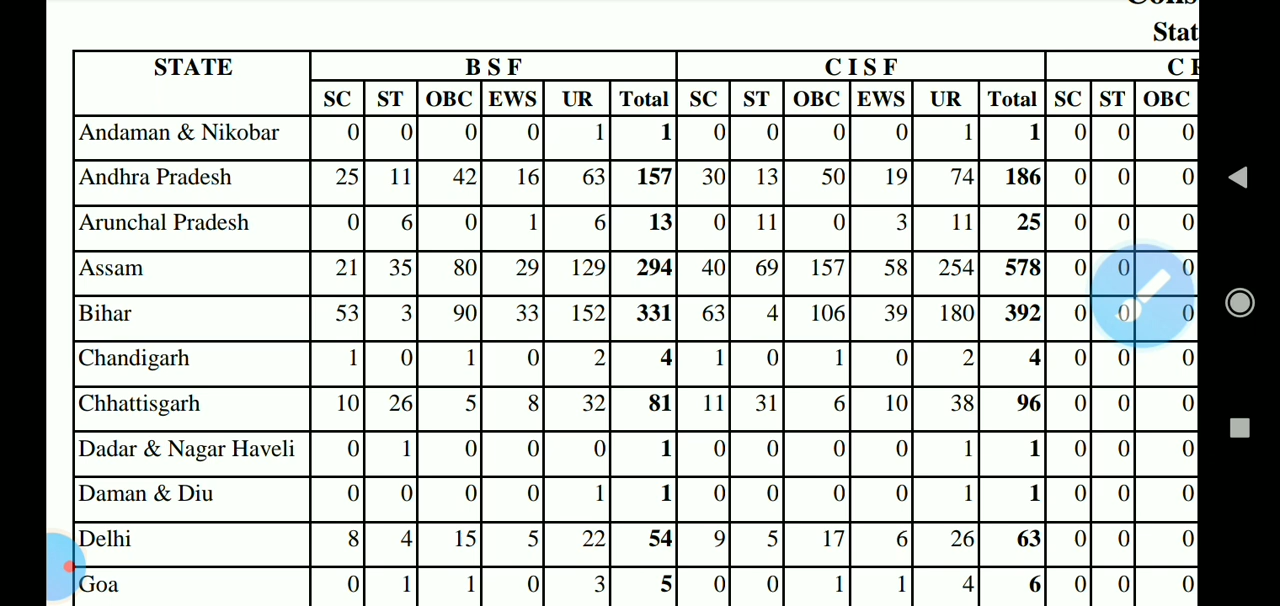 Stat
STATE B S F C I S F
SC ST OBC EWS UR Total SC ST OBC EWS UR Total SC ST OBC
Andaman & Nikobar 0 0 0 0 1 1 0 0 0 0 1 1 0 0 0
Andhra Pradesh 25 11 42 16 63 157 30 13 50 19 74 186 0 0 0
Arunchal Pradesh 0 6 0 1 6 13 0 11 0 3 11 25 0 0 0
Assam 21 35 80 29 129 294 40 69 157 58 254 578 0 0 0
Bihar 53 3 90 33 152 331 63 4 106 39 180 392 0 0 0
Chandigarh 1 0 1 0 2 4 1 0 1 0 2 4 0 0 0
Chhattisgarh 10 26 5 8 32 81 11 31 6 10 38 96 0 0 0
Dadar & Nagar Haveli 0 1 0 0 0 1 0 0 0 0 1 1 0 0 0
Daman & Diu 0 0 0 0 1 1 0 0 0 0 1 1 0 0 0
Delhi 8 4 15 5 22 54 9 5 17 6 26 63 0 0 0
Goa 0 1 1 0 3 5 0 0 1 1 4 6 0 0 0